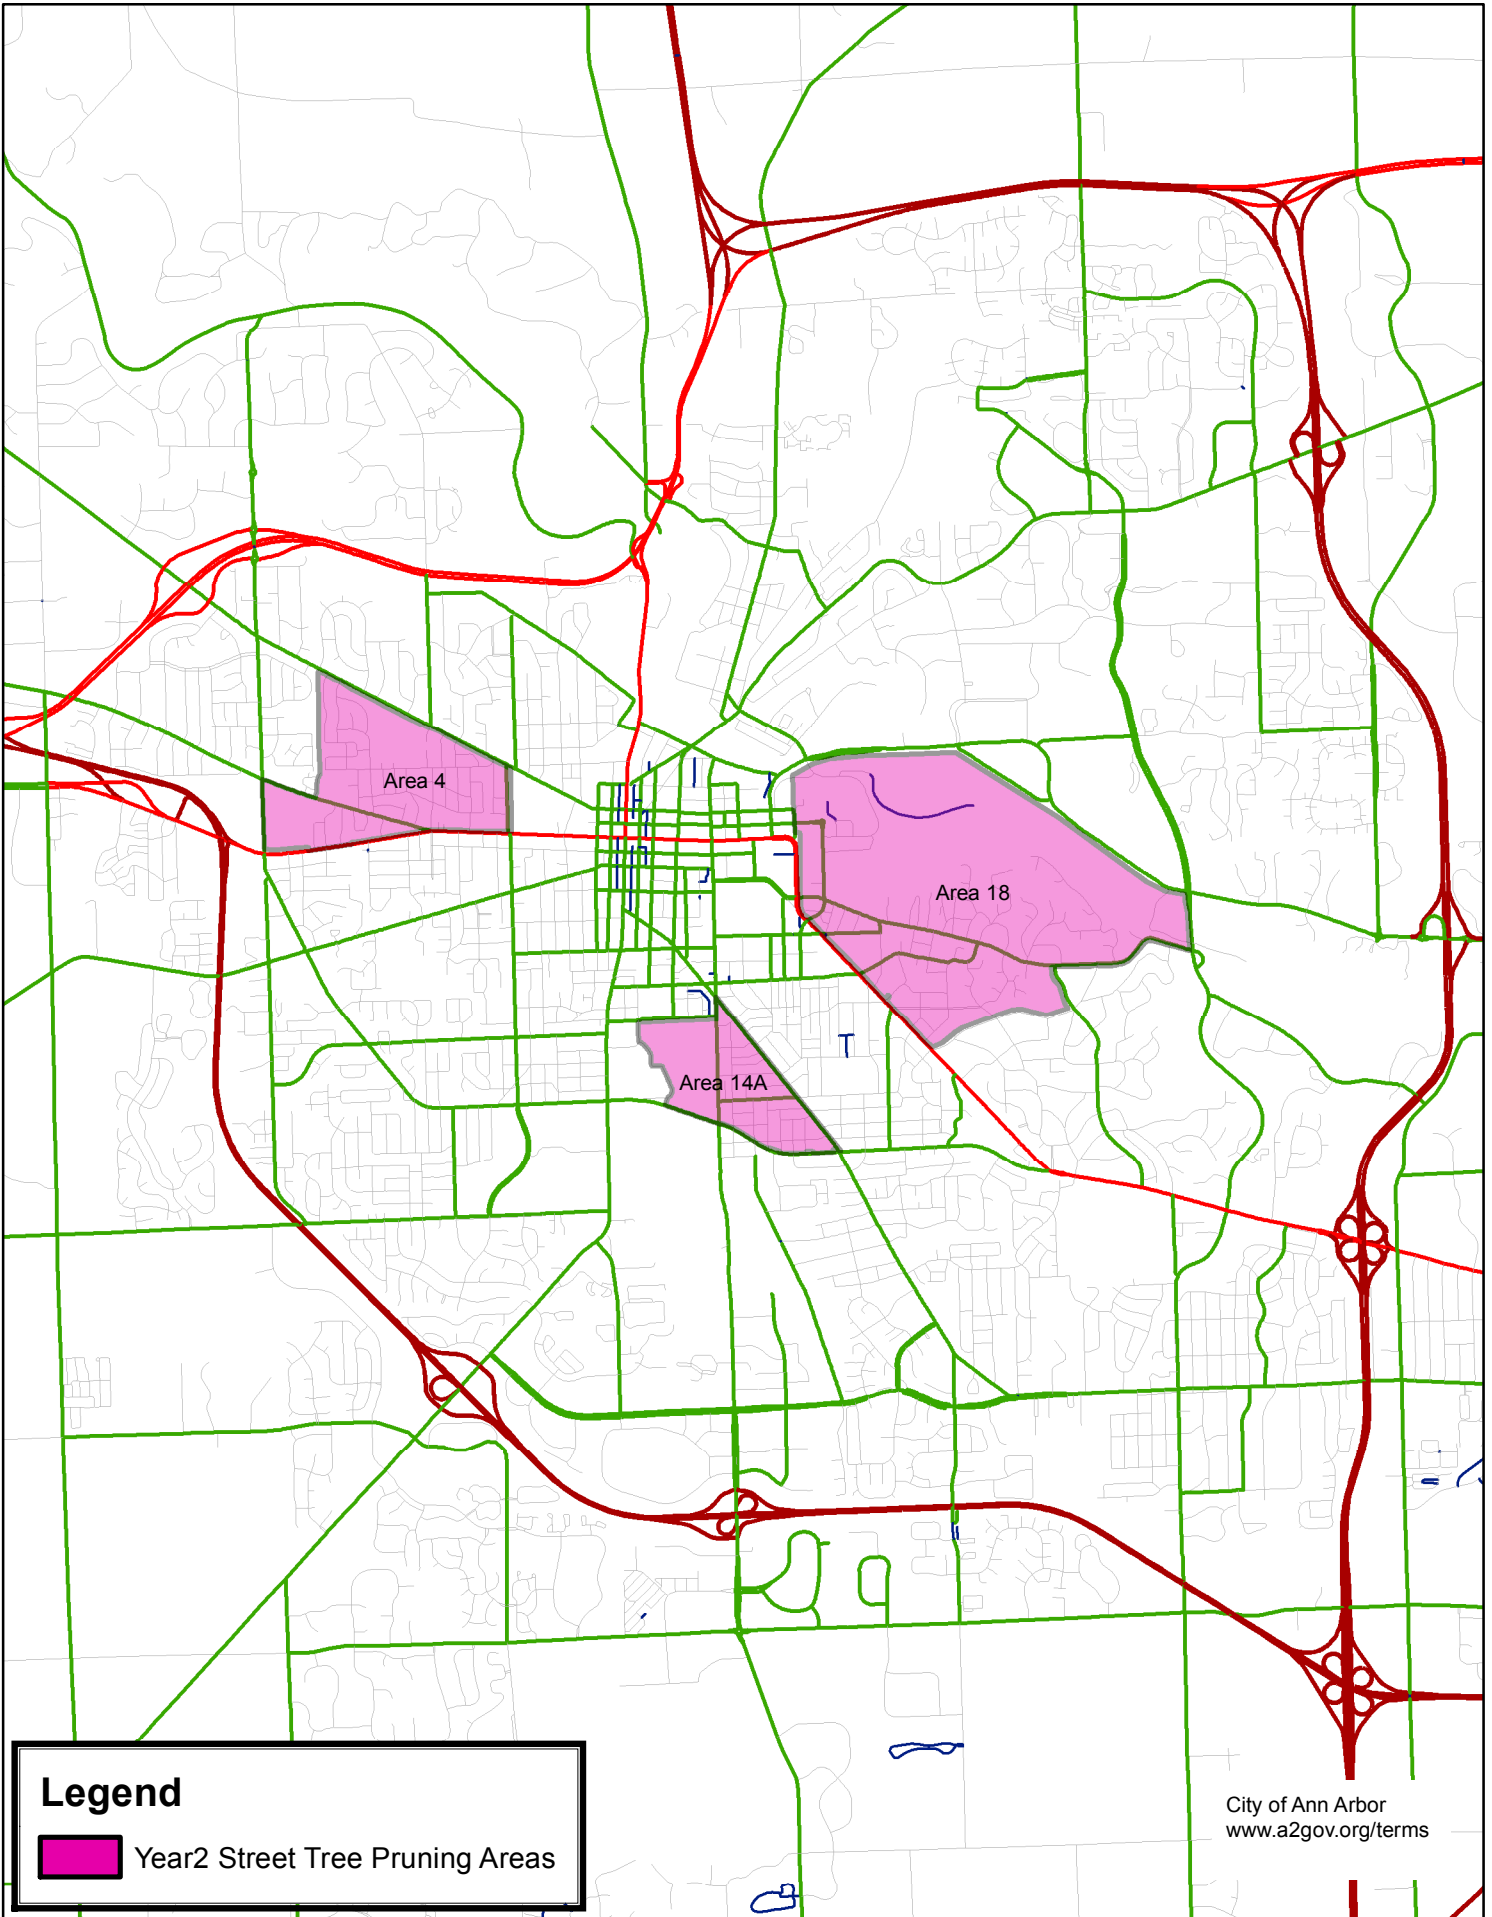 Area 4
Area 18
Area 14A
Legend
Year2 Street Tree Pruning Areas
City of Ann Arbor
www.a2gov.org/terms